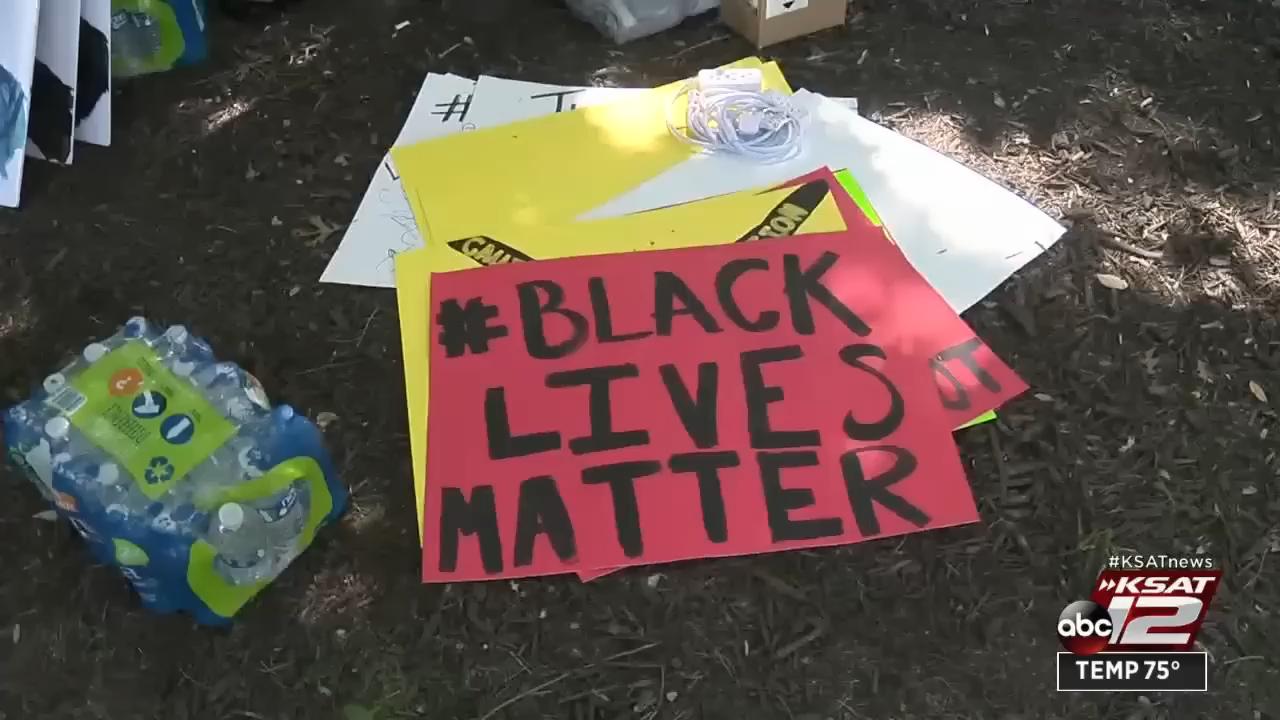 #
#BLACK
LIVES
MATTER
#KSATnews
KSAT
abc 12
TEMP 75°